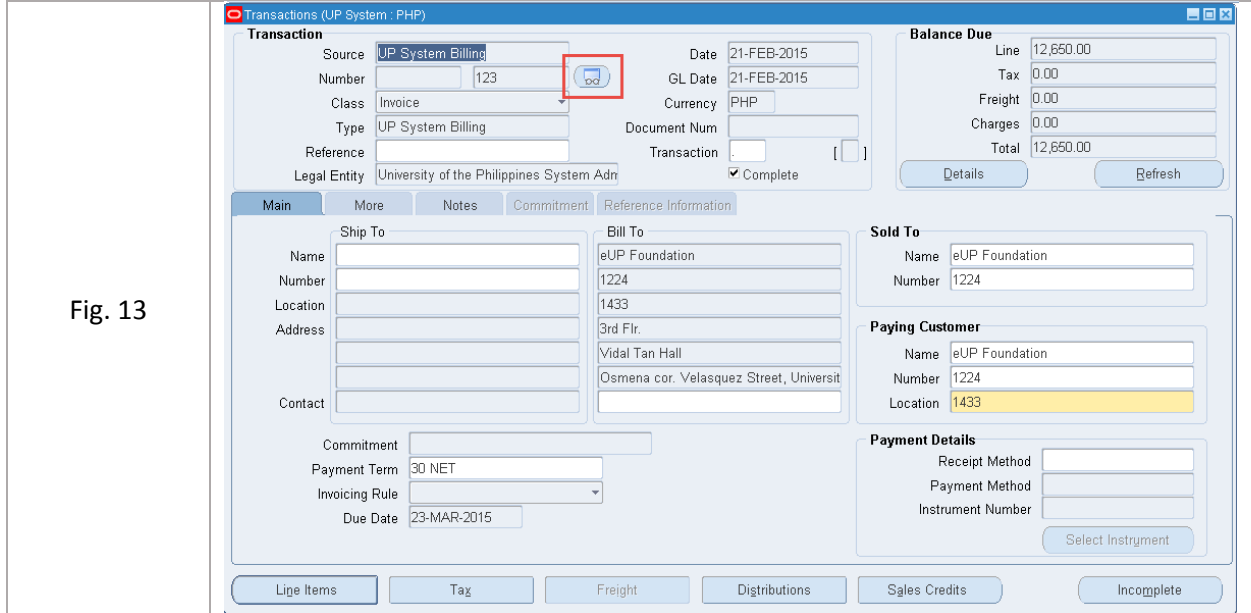 Fig. 13
Transactions (UP System : PHP)
Transaction
Source UP System Billing
Number 123
Class Invoice
Type UP System Billing
Reference
Legal Entity University of the Philippines System Adm
Date 21-FEB-2015
GL Date 21-FEB-2015
Currency PHP
Document Num
Transaction . [ ]
Complete
Balance Due
Line 12,650.00
Tax 0.00
Freight 0.00
Charges 0.00
Total 12,650.00
Details Refresh
Main More Notes Commitment Reference Information
Ship To
Name
Number
Location
Address
Contact
Bill To
eUP Foundation
1224
1433
3rd Flr.
Vidal Tan Hall
Osmena cor. Velasquez Street, Universit
Sold To
Name eUP Foundation
Number 1224
Paying Customer
Name eUP Foundation
Number 1224
Location 1433
Commitment
Payment Term 30 NET
Invoicing Rule
Due Date 23-MAR-2015
Payment Details
Receipt Method
Payment Method
Instrument Number
Select Instrument
Line Items Tax Freight Distributions Sales Credits Incomplete